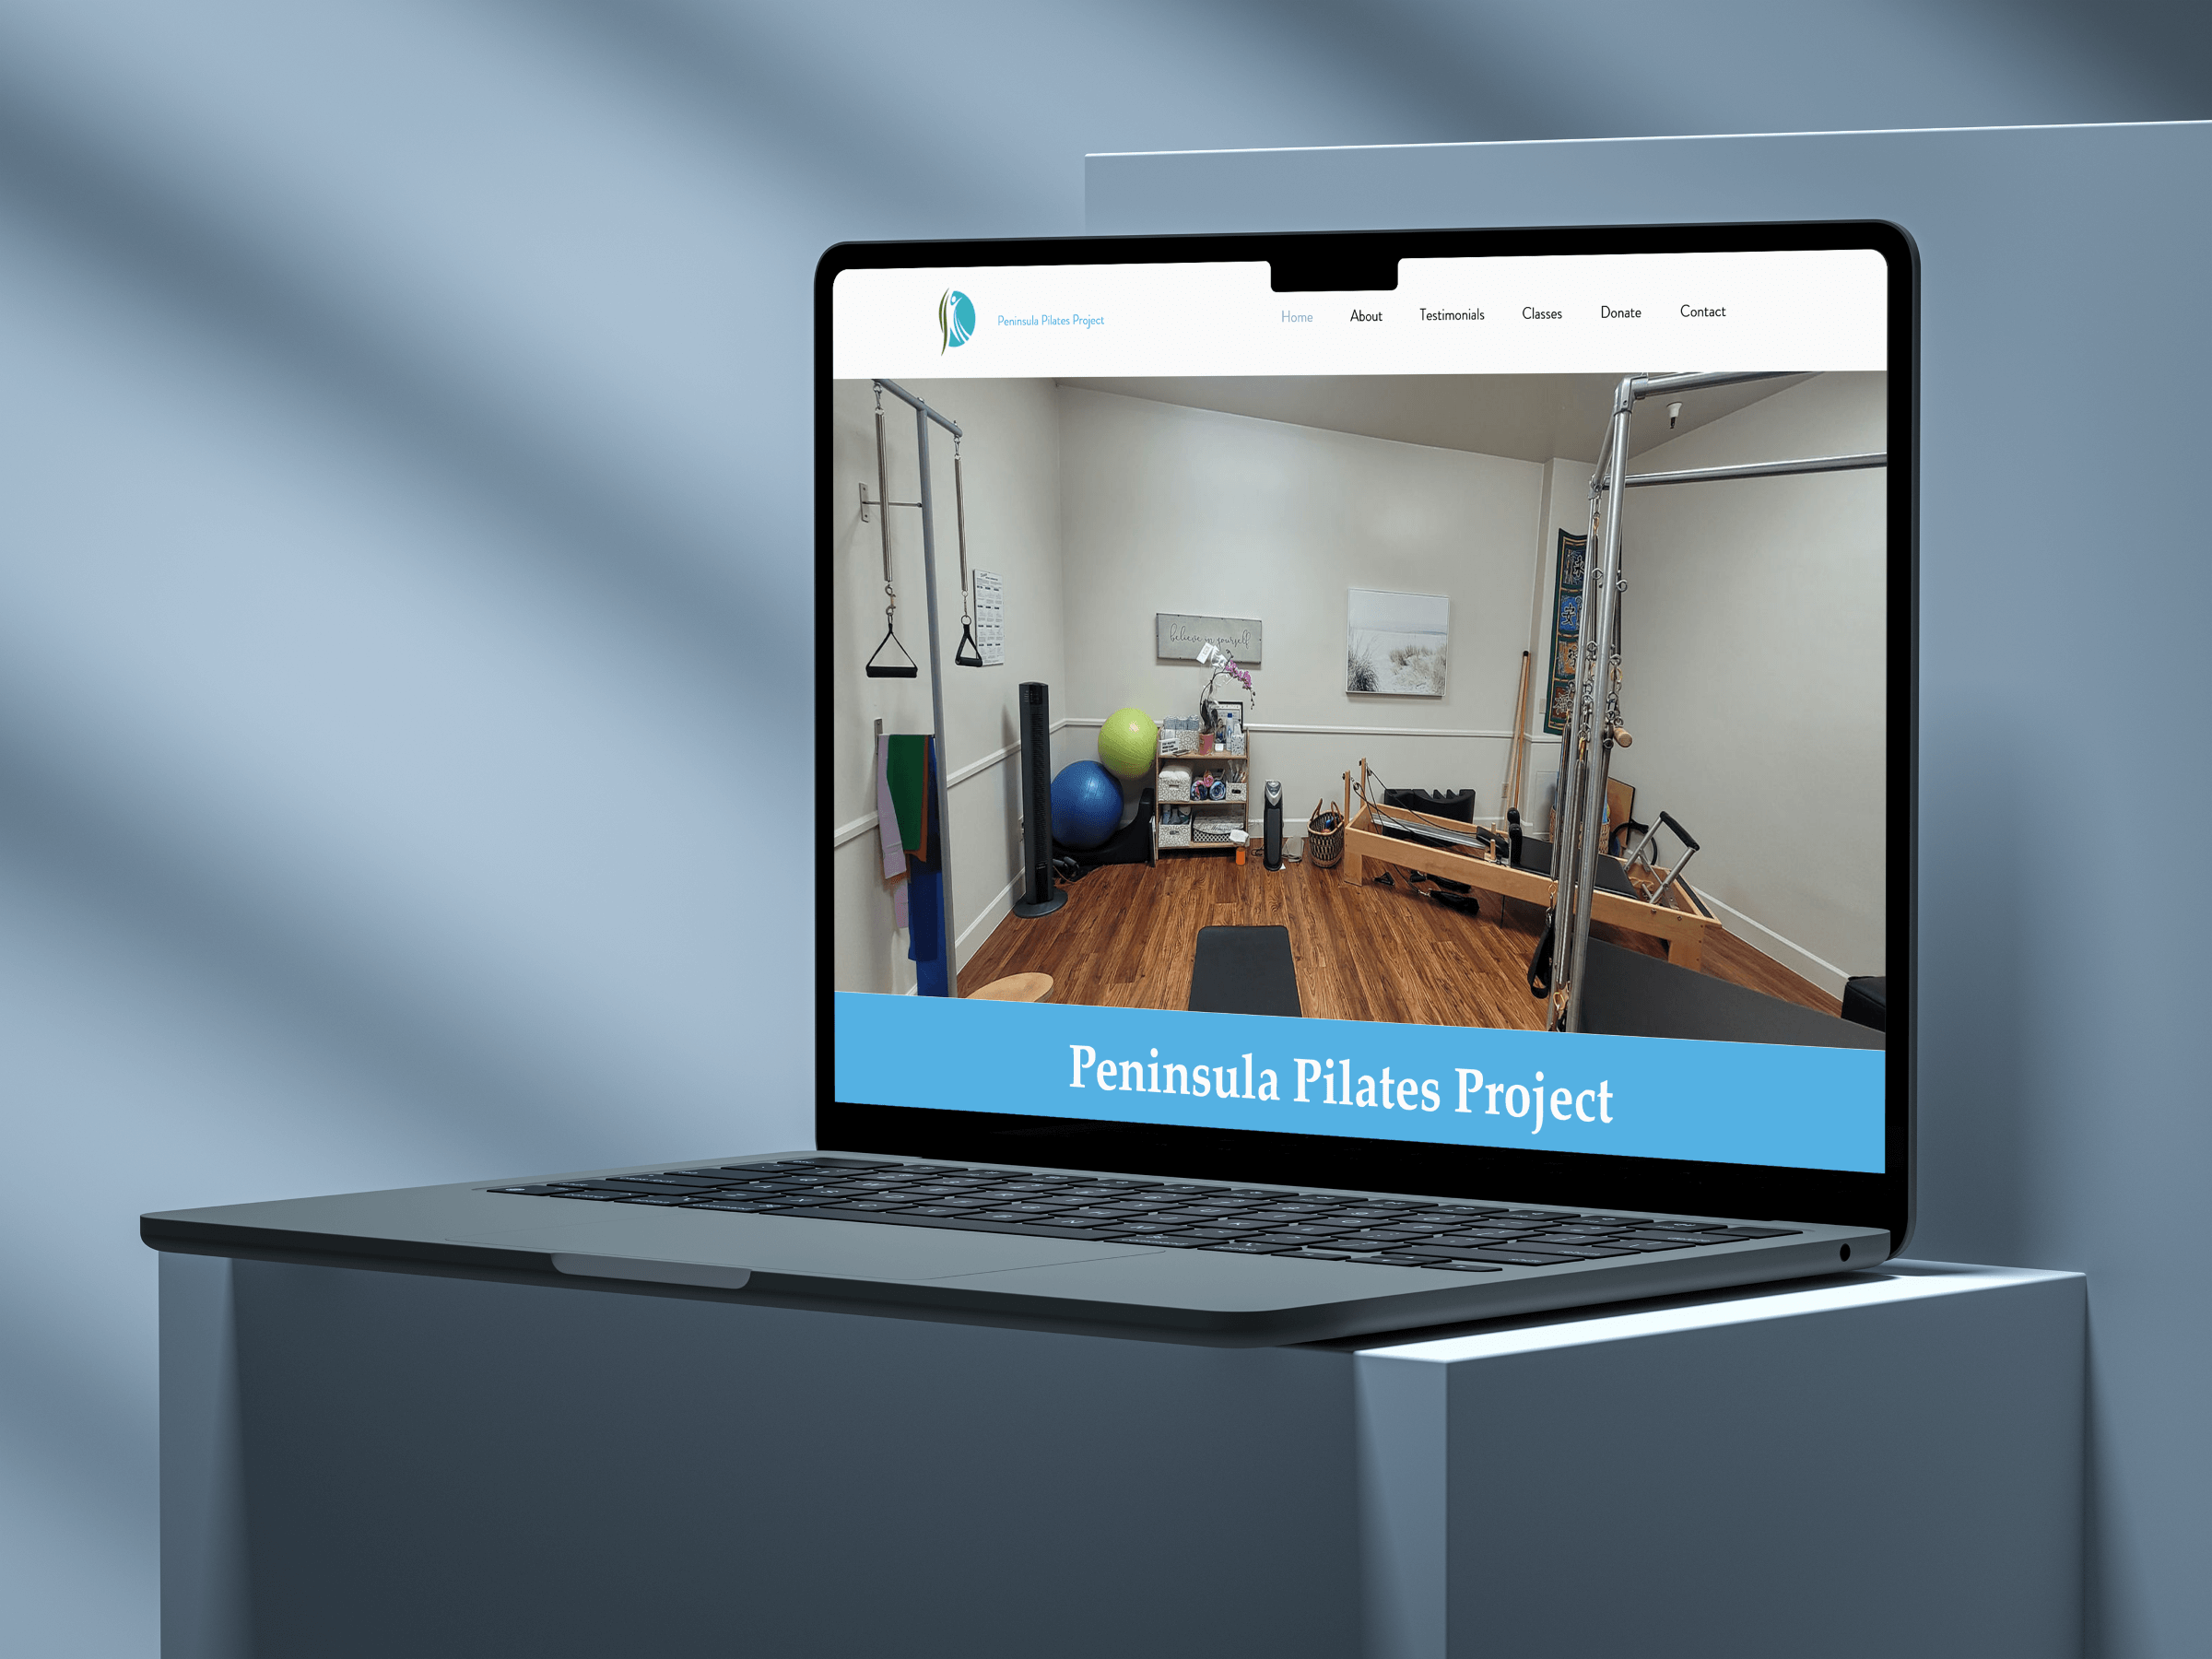 Peninsula Pilates Project
Home About Testimonials Classes Donate Contact
believe in yourself
Peninsula Pilates Project